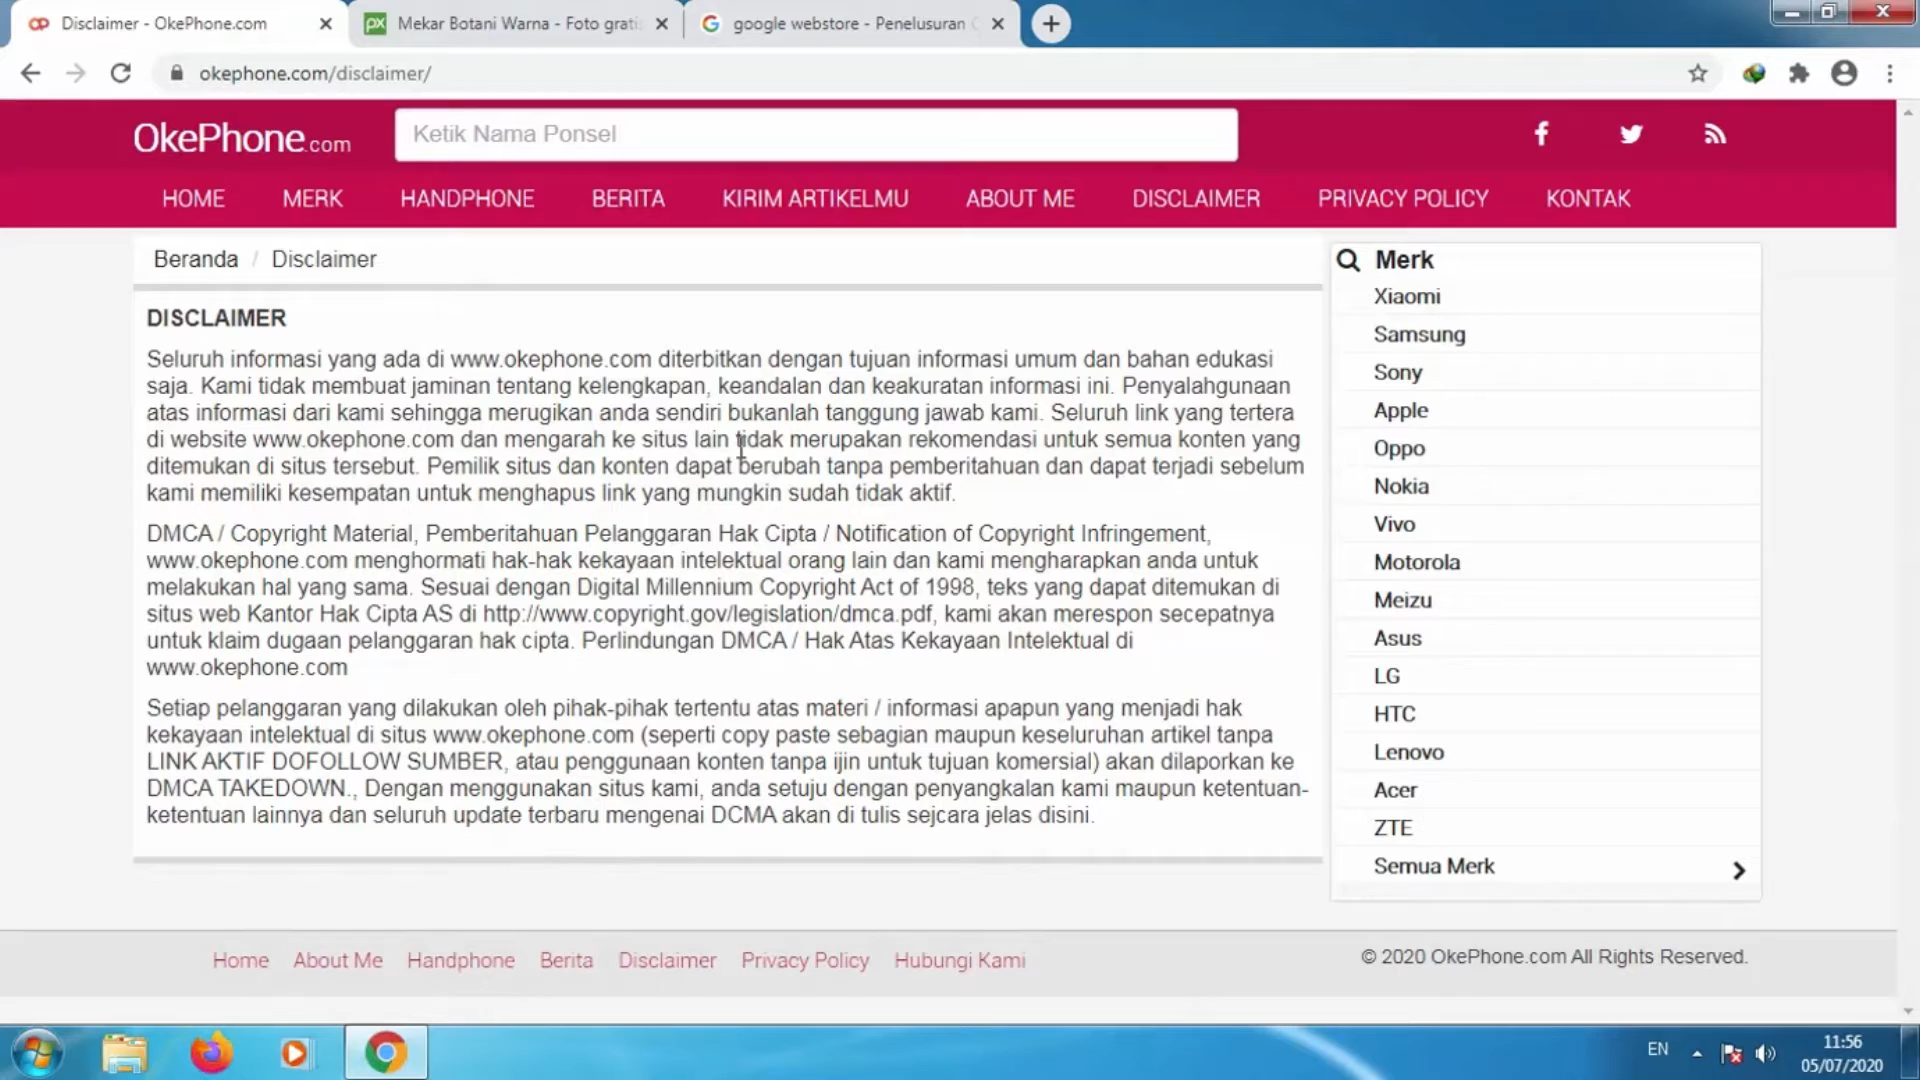 Disclaimer - OkePhone.com
Mekar Botani Warna - Foto grati
google webstore - Penelusuran
okephone.com/disclaimer/
OkePhone.com
Ketik Nama Ponsel
HOME MERK HANDPHONE BERITA KIRIM ARTIKELMU ABOUT ME DISCLAIMER PRIVACY POLICY KONTAK
Beranda / Disclaimer
DISCLAIMER
Seluruh informasi yang ada di www.okephone.com diterbitkan dengan tujuan informasi umum dan bahan edukasi
saja. Kami tidak membuat jaminan tentang kelengkapan, keandalan dan keakuratan informasi ini. Penyalahgunaan
atas informasi dari kami sehingga merugikan anda sendiri bukanlah tanggung jawab kami. Seluruh link yang tertera
di website www.okephone.com dan mengarah ke situs lain tidak merupakan rekomendasi untuk semua konten yang
ditemukan di situs tersebut. Pemilik situs dan konten dapat berubah tanpa pemberitahuan dan dapat terjadi sebelum
kami memiliki kesempatan untuk menghapus link yang mungkin sudah tidak aktif.
DMCA / Copyright Material, Pemberitahuan Pelanggaran Hak Cipta / Notification of Copyright Infringement,
www.okephone.com menghormati hak-hak kekayaan intelektual orang lain dan kami mengharapkan anda untuk
melakukan hal yang sama. Sesuai dengan Digital Millennium Copyright Act of 1998, teks yang dapat ditemukan di
situs web Kantor Hak Cipta AS di http://www.copyright.gov/legislation/dmca.pdf, kami akan merespon secepatnya
untuk klaim dugaan pelanggaran hak cipta. Perlindungan DMCA / Hak Atas Kekayaan Intelektual di
www.okephone.com
Setiap pelanggaran yang dilakukan oleh pihak-pihak tertentu atas materi / informasi apapun yang menjadi hak
kekayaan intelektual di situs www.okephone.com (seperti copy paste sebagian maupun keseluruhan artikel tanpa
LINK AKTIF DOFOLLOW SUMBER, atau penggunaan konten tanpa ijin untuk tujuan komersial) akan dilaporkan ke
DMCA TAKEDOWN., Dengan menggunakan situs kami, anda setuju dengan penyangkalan kami maupun ketentuan-
ketentuan lainnya dan seluruh update terbaru mengenai DCMA akan di tulis sejcara jelas disini.
Merk
Xiaomi
Samsung
Sony
Apple
Oppo
Nokia
Vivo
Motorola
Meizu
Asus
LG
HTC
Lenovo
Acer
ZTE
Semua Merk
Home About Me Handphone Berita Disclaimer Privacy Policy Hubungi Kami
© 2020 OkePhone.com All Rights Reserved.
EN
11:56
05/07/2020